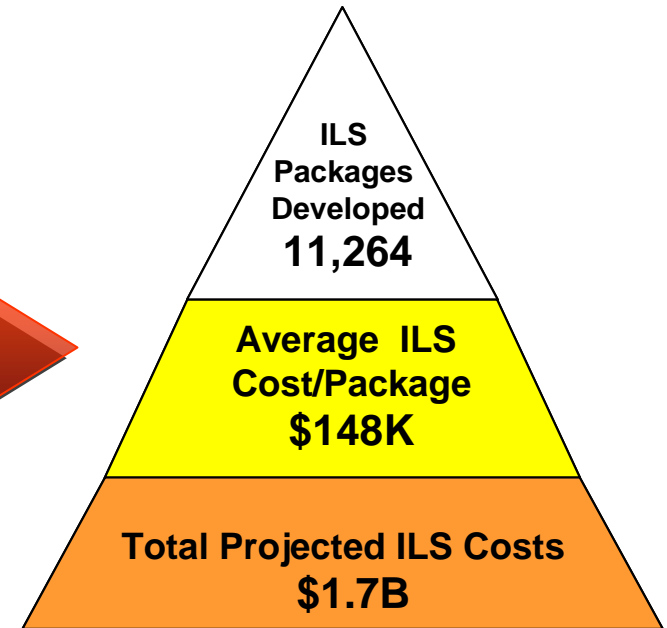 ILS
Packages
Developed
11,264
Average ILS
Cost/Package
$148K
Total Projected ILS Costs
$1.7B